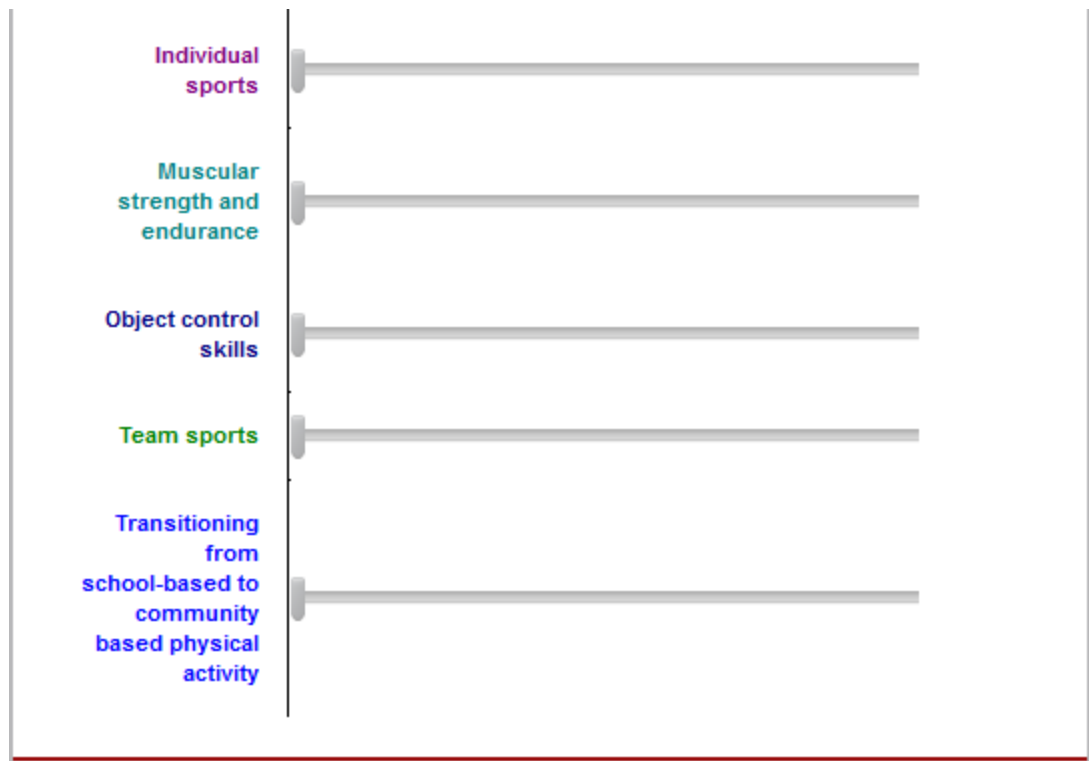 Individual
sports
Muscular
strength and
endurance
Object control
skills
Team sports
Transitioning
from
school-based to
community
based physical
activity